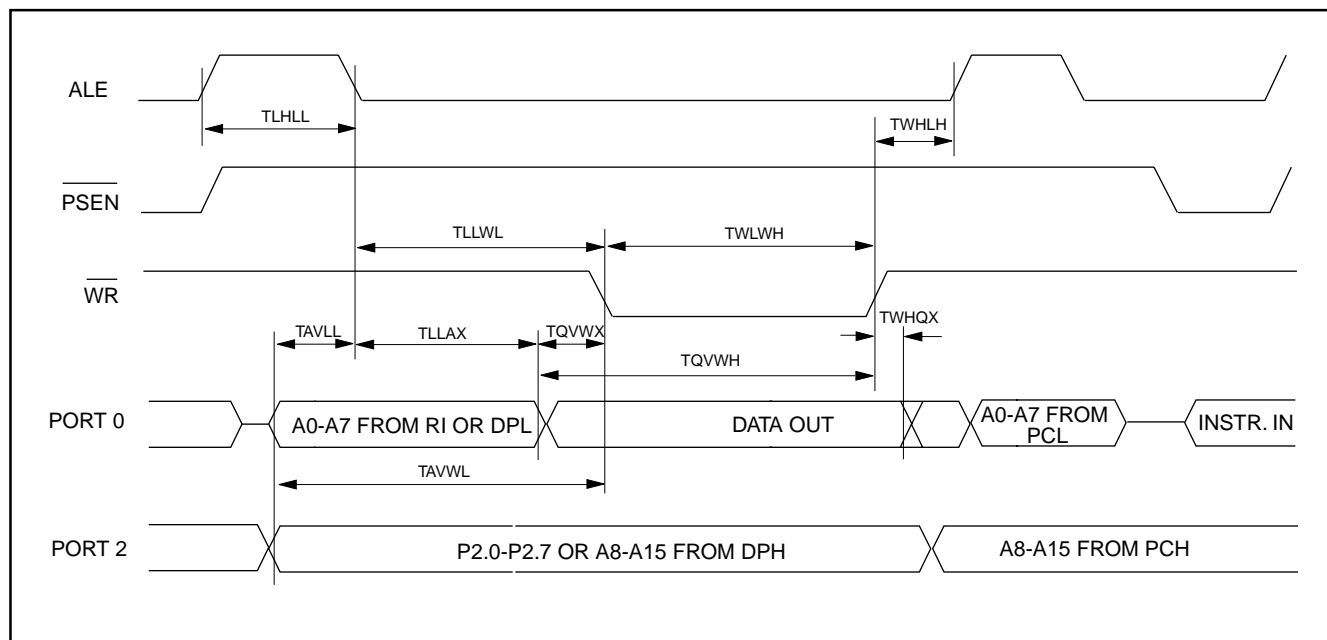 ALE
TLHLL
TWHLH
PSEN
TLLWL
TWLWH
WR
TAVLL
TLLAX
TQVWX
TWHQX
TQVWH
PORT 0
A0-A7 FROM RI OR DPL
DATA OUT
A0-A7 FROM
PCL
INSTR. IN
TAVWL
PORT 2
P2.0-P2.7 OR A8-A15 FROM DPH
A8-A15 FROM PCH